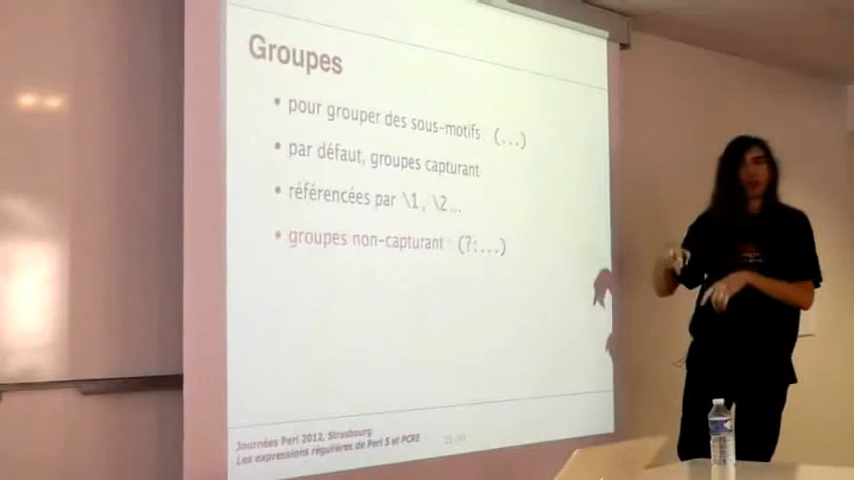 Groupes
• pour grouper des sous-motifs (...)
• par défaut, groupes capturant
• référencées par \1, \2...
• groupes non-capturant (?:...)
Journées Perl 2012, Strasbourg
Les expressions régulières de Perl 5 et PCRE